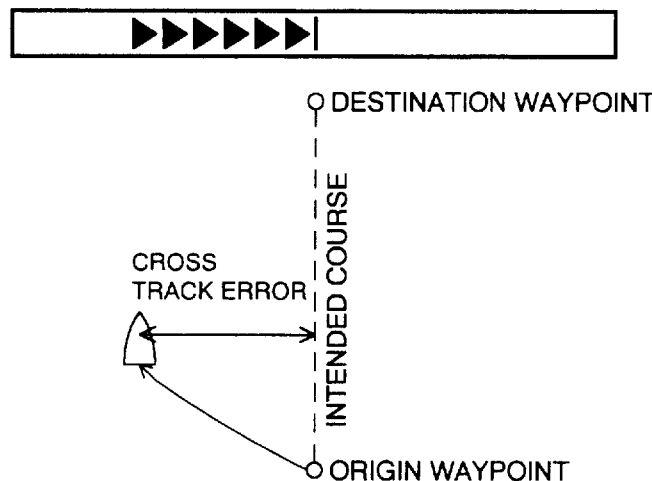 DESTINATION WAYPOINT
INTENDED COURSE
CROSS
TRACK ERROR
ORIGIN WAYPOINT